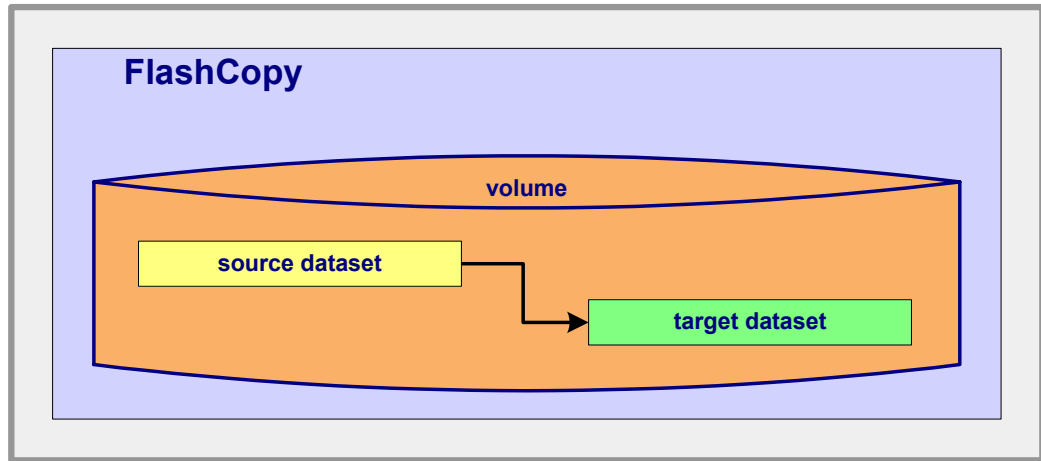 FlashCopy
volume
source dataset
target dataset